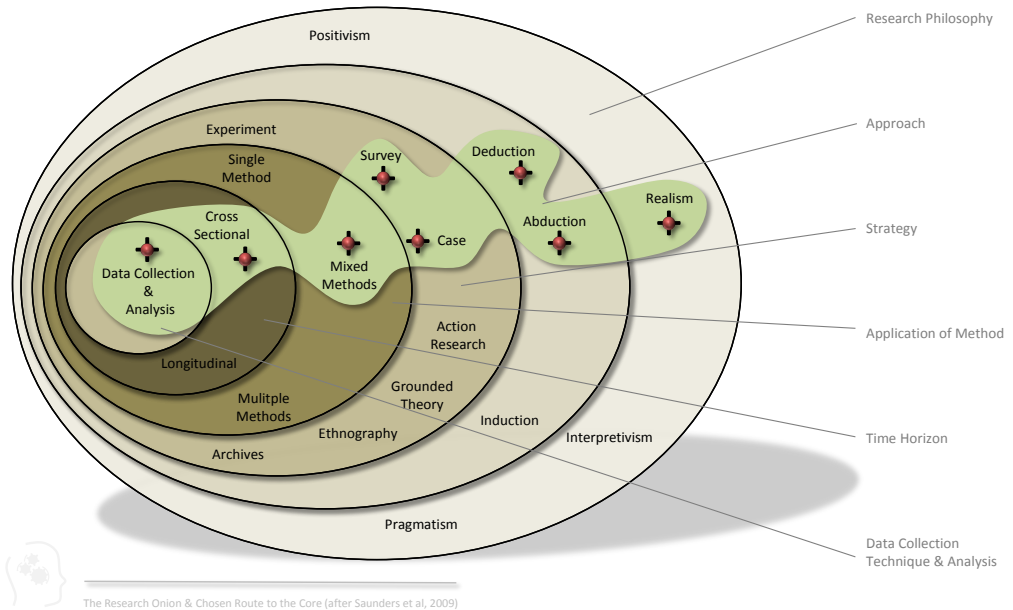 Positivism
Research Philosophy
Experiment
Approach
Single
Method
Survey
Deduction
Realism
Cross
Sectional
Abduction
Strategy
Case
Data Collection
&
Analysis
Mixed
Methods
Action
Research
Application of Method
Longitudinal
Grounded
Theory
Mulitple
Methods
Induction
Ethnography
Interpretivism
Time Horizon
Archives
Pragmatism
Data Collection
Technique & Analysis
The Research Onion & Chosen Route to the Core (after Saunders et al, 2009)